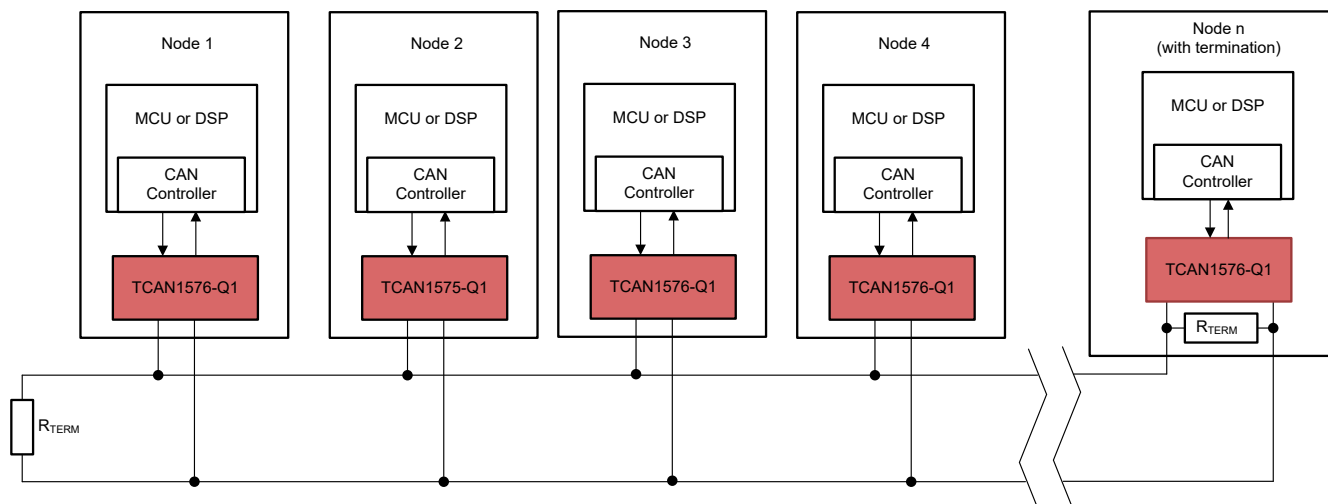 Node 1
MCU or DSP
CAN
Controller
TCAN1576-Q1
Node 2
MCU or DSP
CAN
Controller
TCAN1575-Q1
Node 3
MCU or DSP
CAN
Controller
TCAN1576-Q1
Node 4
MCU or DSP
CAN
Controller
TCAN1576-Q1
Node n
(with termination)
MCU or DSP
CAN
Controller
TCAN1576-Q1
RTERM
RTERM